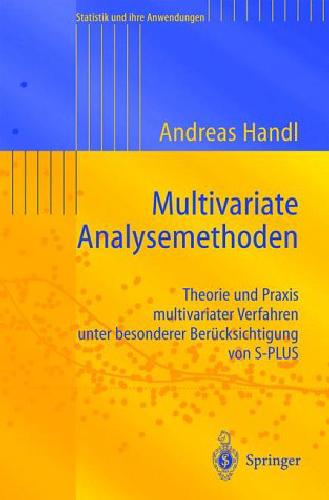 Statistik und ihre Anwendungen
Andreas Handl
Multivariate
Analysemethoden
Theorie und Praxis
multivariater Verfahren
unter besonderer Berücksichtigung
von S-PLUS
Springer